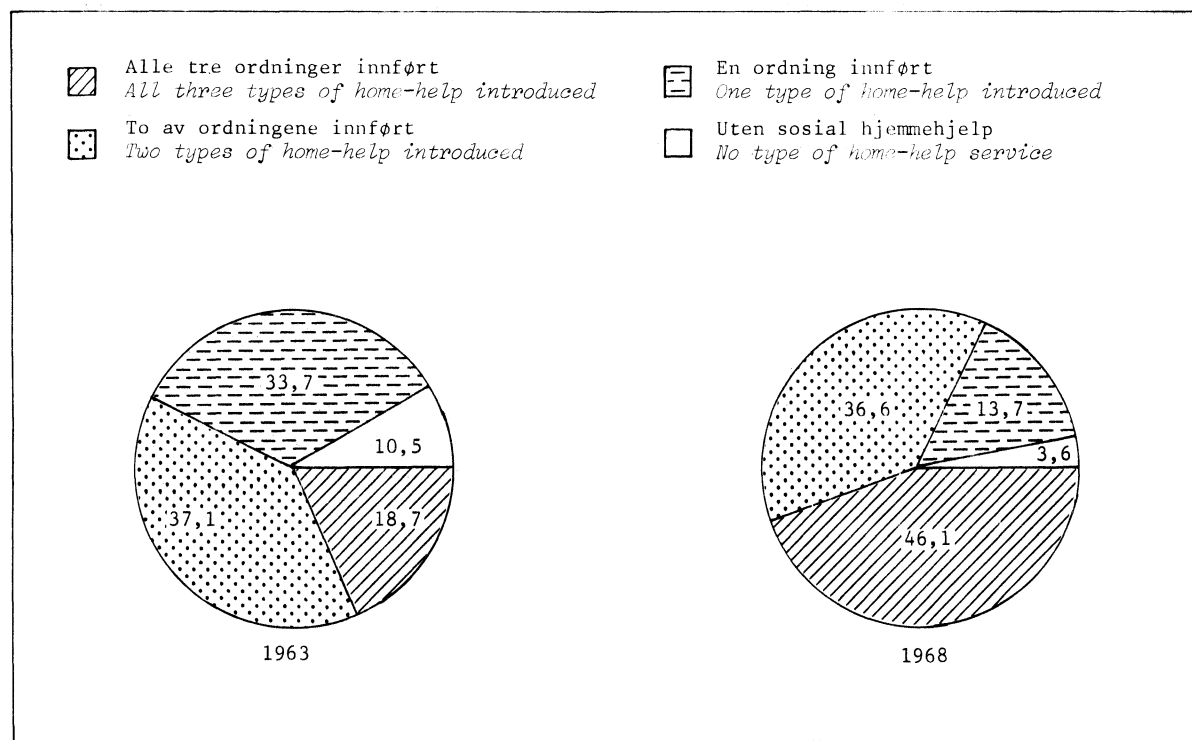 Alle tre ordninger innført
All three types of home-help introduced
To av ordningene innført
Two types of home-help introduced
En ordning innført
One type of home-help introduced
Uten sosial hjemmehjelp
No type of home-help service
33,7
10,5
37,1
18,7
1963
36,6
13,7
3,6
46,1
1968